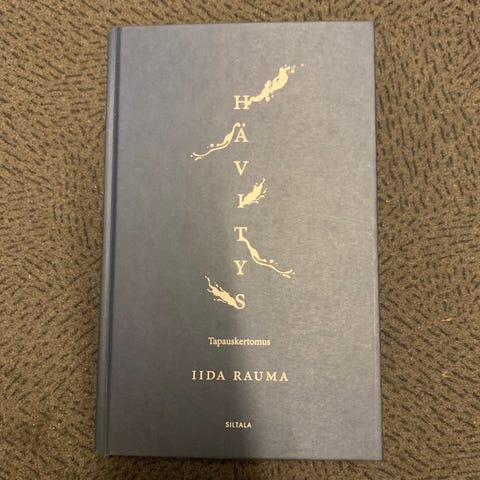 HÄVITYS
Tapauskertomus
IIDA RAUMA
SILTALA